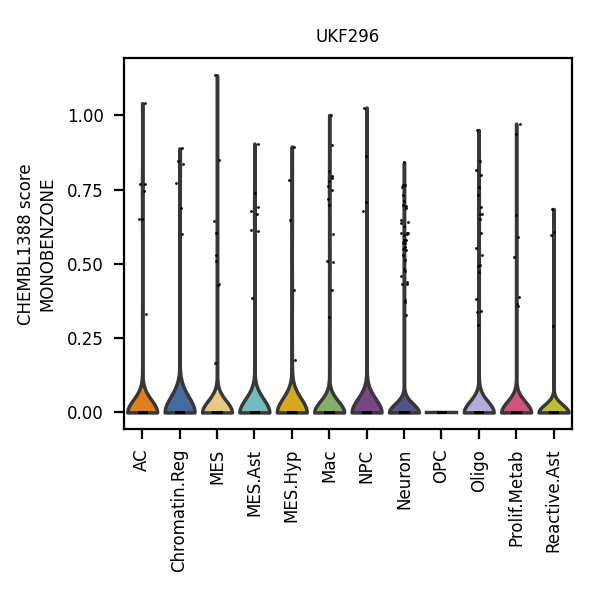 UKF296
CHEMBL1388 score
MONOBENZONE
1.00
0.75
0.50
0.25
0.00
AC
Chromatin.Reg
MES
MES.Ast
MES.Hyp
Mac
NPC
Neuron
OPC
Oligo
Prolif.Metab
Reactive.Ast